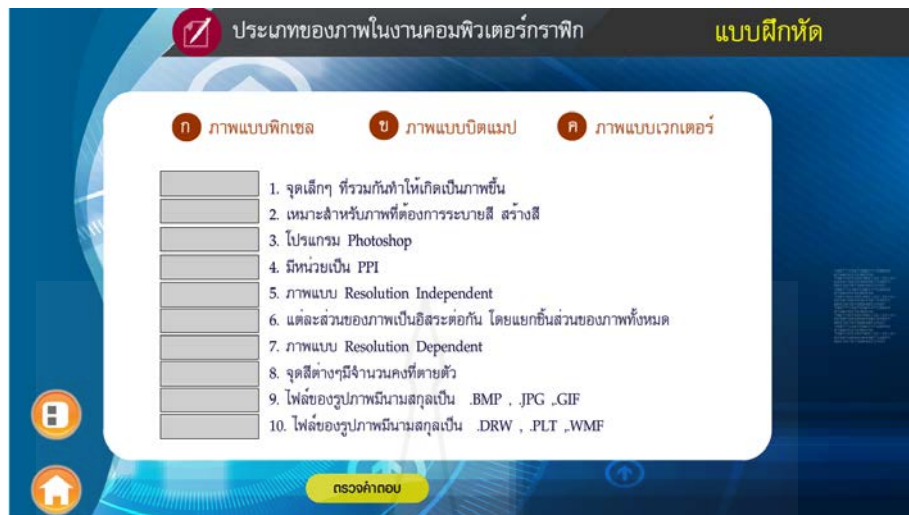 ประเภทของภาพในงานคอมพิวเตอร์กราฟิก แบบฝึกหัด
ก ภาพแบบพิกเซล ข ภาพแบบบิตแมป ค ภาพแบบเวกเตอร์
1. จุดเล็กๆ ที่รวมกันทำให้เกิดเป็นภาพขึ้น
2. เหมาะสำหรับภาพที่ต้องการระบายสี สร้างสี
3. โปรแกรม Photoshop
4. มีหน่วยเป็น PPI
5. ภาพแบบ Resolution Independent
6. แต่ละส่วนของภาพเป็นอิสระต่อกัน โดยแยกชิ้นส่วนของภาพทั้งหมด
7. ภาพแบบ Resolution Dependent
8. จุดสีต่างๆมีจำนวนคงที่ตายตัว
9. ไฟล์ของรูปภาพมีนามสกุลเป็น .BMP , .JPG ,.GIF
10. ไฟล์ของรูปภาพมีนามสกุลเป็น .DRW , .PLT ,.WMF
ตรวจคำตอบ